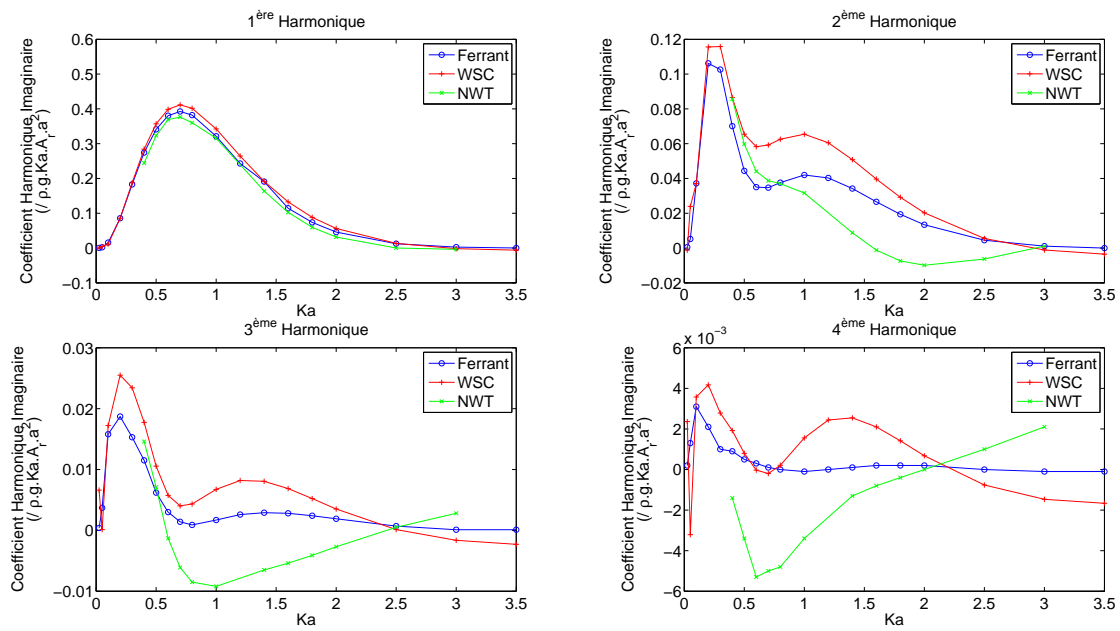 1ère Harmonique
Coefficient Harmonique Imaginaire
(/ ρ.g.Ka.Ar.a²)
0.6
0.5
0.4
0.3
0.2
0.1
0
−0.1
0 0.5 1 1.5 2 2.5 3 3.5
Ka
Ferrant
WSC
NWT
2ème Harmonique
Coefficient Harmonique Imaginaire
(/ ρ.g.Ka.Ar.a²)
0.12
0.1
0.08
0.06
0.04
0.02
0
−0.02
0 0.5 1 1.5 2 2.5 3 3.5
Ka
Ferrant
WSC
NWT
3ème Harmonique
Coefficient Harmonique Imaginaire
(/ ρ.g.Ka.Ar.a²)
0.03
0.02
0.01
0
−0.01
0 0.5 1 1.5 2 2.5 3 3.5
Ka
Ferrant
WSC
NWT
4ème Harmonique
x 10⁻³
Coefficient Harmonique Imaginaire
(/ ρ.g.Ka.Ar.a²)
6
4
2
0
−2
−4
−6
0 0.5 1 1.5 2 2.5 3 3.5
Ka
Ferrant
WSC
NWT